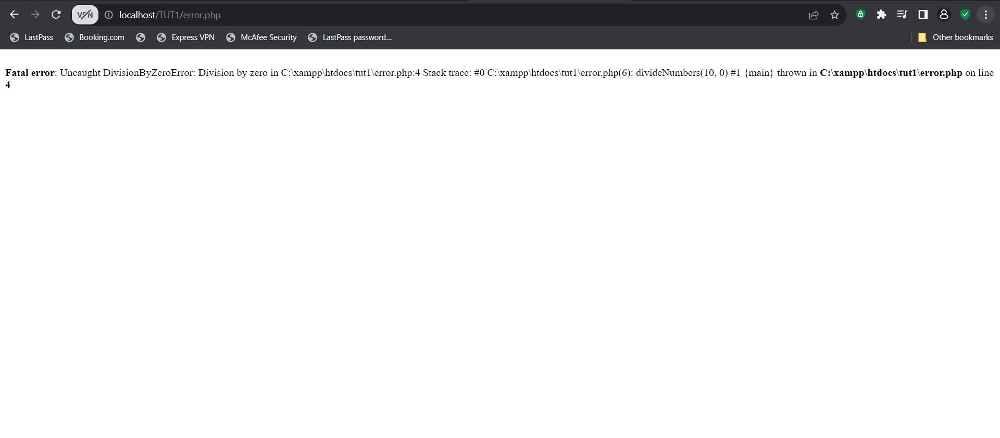 VPN localhost/TUT1/error.php
LastPass Booking.com Express VPN McAfee Security LastPass password... Other bookmarks
Fatal error: Uncaught DivisionByZeroError: Division by zero in C:\xampp\htdocs\tut1\error.php:4 Stack trace: #0 C:\xampp\htdocs\tut1\error.php(6): divideNumbers(10, 0) #1 {main} thrown in C:\xampp\htdocs\tut1\error.php on line
4